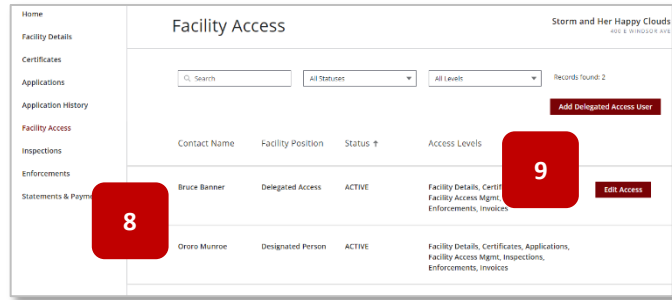 Home
Facility Details
Certificates
Applications
Application History
Facility Access
Inspections
Enforcements
Statements &
Facility Access
Storm and Her Happy Clouds
400 E WINDSOR AVE
Search
All Statuses
All Levels
Records found: 2
Add Delegated Access User
Contact Name Facility Position Status ↑ Access Levels
Bruce Banner Delegated Access ACTIVE
Facility Details,
Facility Access Mgmt,
Enforcements, Invoices
Edit Access
Ororo Munroe Designated Person ACTIVE
Facility Details, Certificates, Applications,
Facility Access Mgmt, Inspections,
Enforcements, Invoices
8
9